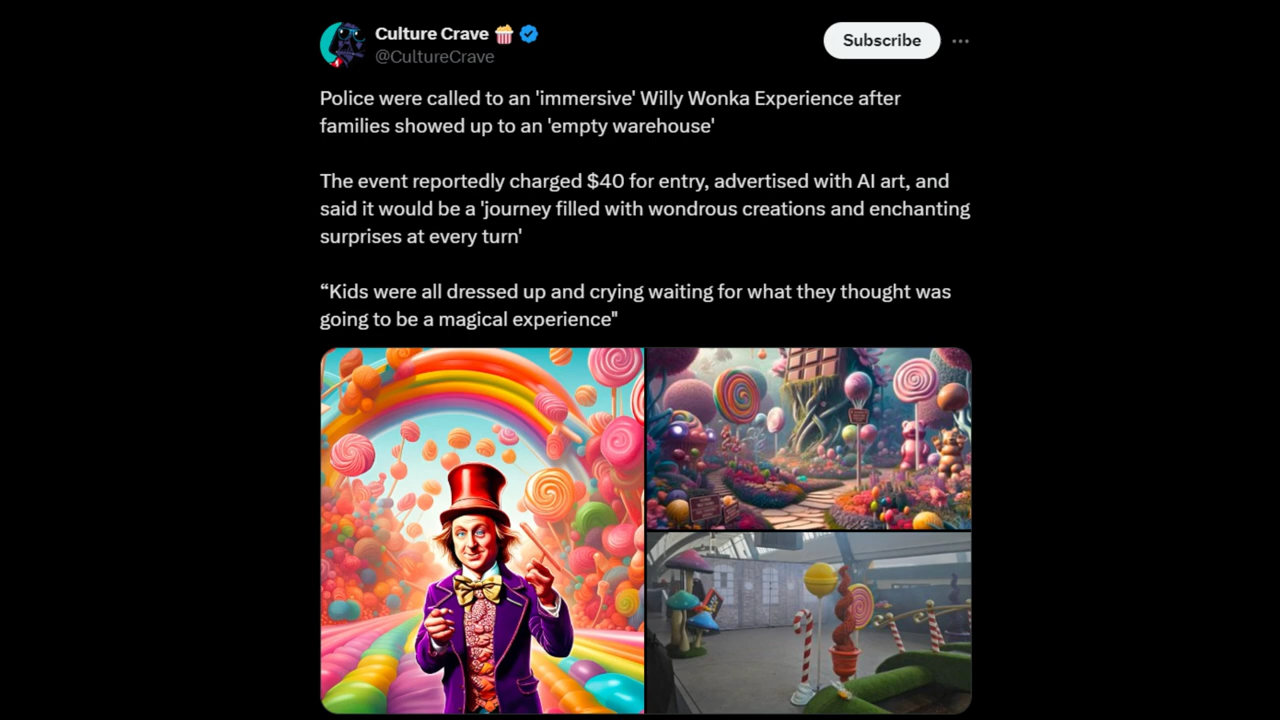 Culture Crave 🍿
@CultureCrave
Subscribe
Police were called to an 'immersive' Willy Wonka Experience after
families showed up to an 'empty warehouse'
The event reportedly charged $40 for entry, advertised with AI art, and
said it would be a 'journey filled with wondrous creations and enchanting
surprises at every turn'
“Kids were all dressed up and crying waiting for what they thought was
going to be a magical experience"